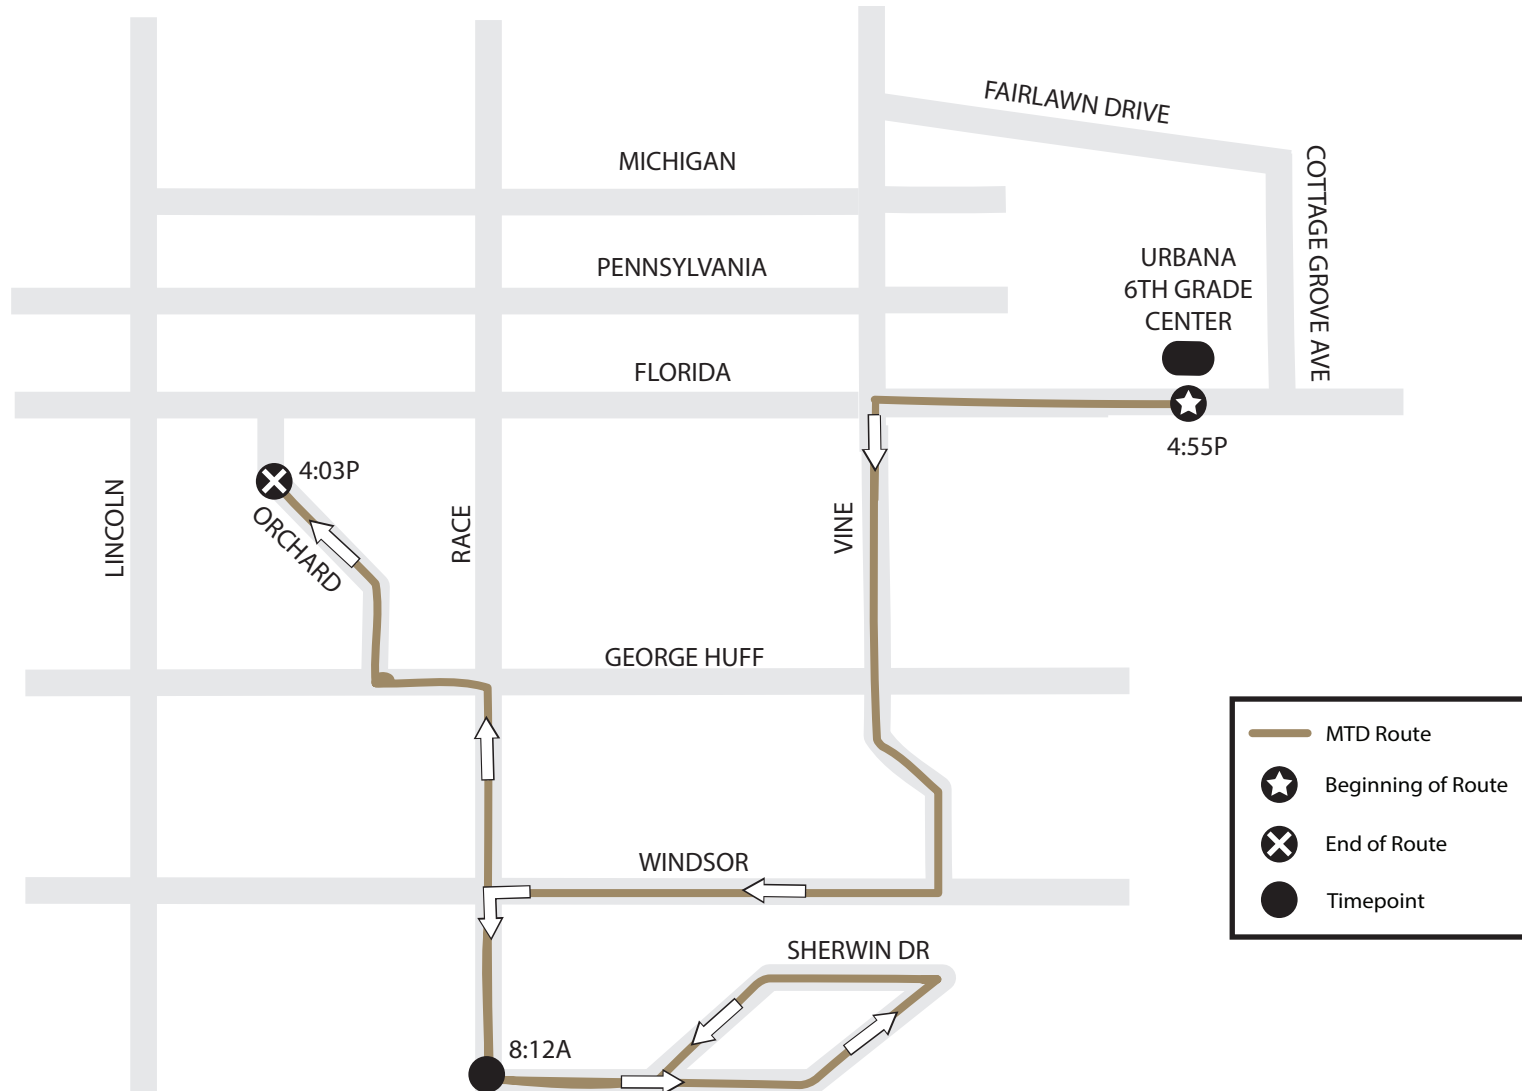 FAIRLAWN DRIVE
MICHIGAN
COTTAGE GROVE AVE
PENNSYLVANIA
URBANA
6TH GRADE
CENTER
FLORIDA
4:55P
4:03P
LINCOLN
ORCHARD
RACE
VINE
GEORGE HUFF
MTD Route
Beginning of Route
End of Route
Timepoint
WINDSOR
SHERWIN DR
8:12A